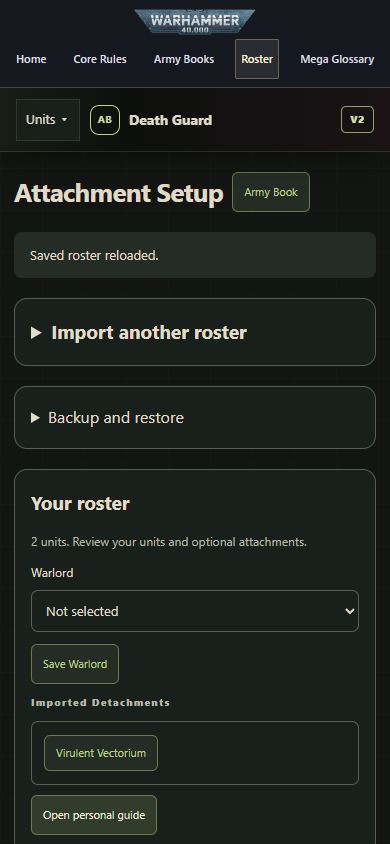 WARHAMMER
40,000
Home Core Rules Army Books Roster Mega Glossary
Units AB Death Guard V2
Attachment Setup Army Book
Saved roster reloaded.
Import another roster
Backup and restore
Your roster
2 units. Review your units and optional attachments.
Warlord
Not selected
Save Warlord
Imported Detachments
Virulent Vectorium
Open personal guide